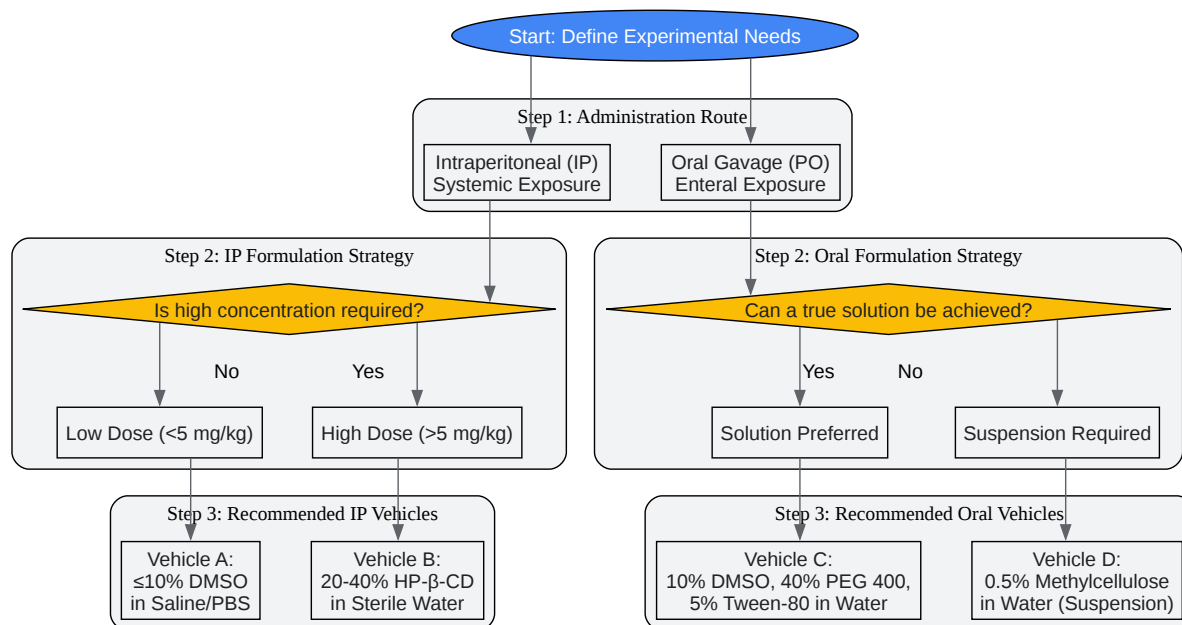 Start: Define Experimental Needs
Step 1: Administration Route
Intraperitoneal (IP)
Systemic Exposure
Oral Gavage (PO)
Enteral Exposure
Step 2: IP Formulation Strategy
Is high concentration required?
No
Yes
Low Dose (<5 mg/kg)
High Dose (>5 mg/kg)
Step 2: Oral Formulation Strategy
Can a true solution be achieved?
Yes
No
Solution Preferred
Suspension Required
Step 3: Recommended IP Vehicles
Vehicle A:
≤10% DMSO
in Saline/PBS
Vehicle B:
20-40% HP-β-CD
in Sterile Water
Step 3: Recommended Oral Vehicles
Vehicle C:
10% DMSO, 40% PEG 400,
5% Tween-80 in Water
Vehicle D:
0.5% Methylcellulose
in Water (Suspension)